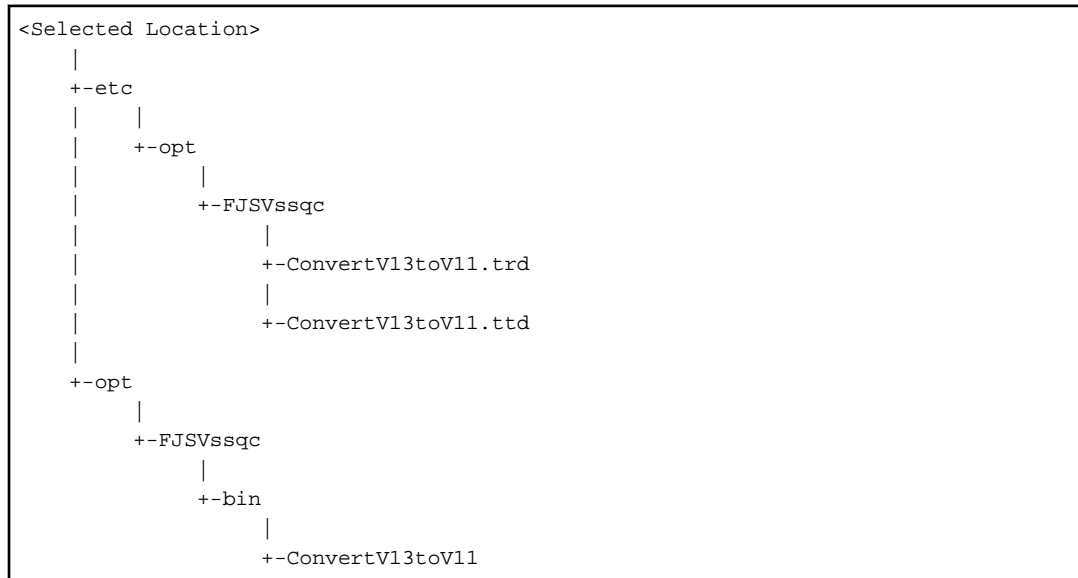 <Selected Location>
|
+-etc
| |
| +-opt
| |
| +-FJSVssqc
| |
| +-ConvertV13toV11.trd
| |
| +-ConvertV13toV11.ttd
|
+-opt
|
+-FJSVssqc
|
+-bin
|
+-ConvertV13toV11